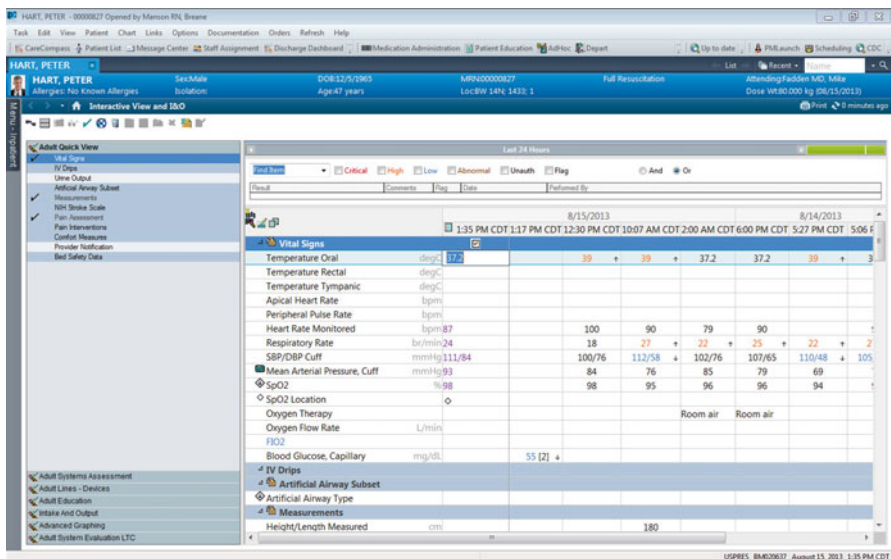 HART, PETER - 00000827 Opened by Manson RN, Breane
Task Edit View Patient Chart Links Options Documentation Orders Refresh Help
CareCompass Patient List Message Center Staff Assignment Discharge Dashboard Medication Administration Patient Education AdHoc Depart Up to date PMLaunch Scheduling CDC
HART, PETER List Recent Name
HART, PETER Sex:Male DOB:12/5/1965 MRN:00000827 Full Resuscitation Attending:Fadden MD, Mike
Allergies: No Known Allergies Isolation: Age:47 years Loc:BW 14N; 1433; 1 Dose Wt:80.000 kg (08/15/2013)
Menu - Inpatient
Interactive View and I&O Print 0 minutes ago
Adult Quick View
Vital Signs
IV Drips
Urine Output
Artificial Airway Subset
Measurements
NIH Stroke Scale
Pain Assessment
Pain Interventions
Comfort Measures
Provider Notification
Bed Safety Data
Adult Systems Assessment
Adult Lines - Devices
Adult Education
Intake And Output
Advanced Graphing
Adult System Evaluation LTC
Last 24 Hours
Find Item Critical High Low Abnormal Unauth Flag And Or
Result Comments Flag Date Performed By
8/15/2013 8/14/2013
1:35 PM CDT 1:17 PM CDT 12:30 PM CDT 10:07 AM CDT 2:00 AM CDT 6:00 PM CDT 5:27 PM CDT 5:06 P
Vital Signs
Temperature Oral degC 37.2 39 ↑ 39 ↑ 37.2 37.2 39 ↑ 3
Temperature Rectal degC
Temperature Tympanic degC
Apical Heart Rate bpm
Peripheral Pulse Rate bpm
Heart Rate Monitored bpm 87 100 90 79 90
Respiratory Rate br/min 24 18 27 ↑ 22 ↑ 25 ↑ 22 ↑ 2
SBP/DBP Cuff mmHg 111/84 100/76 112/58 ↓ 102/76 107/65 110/48 ↓ 105
Mean Arterial Pressure, Cuff mmHg 93 84 76 85 79 69
SpO2 % 98 98 95 96 96 94
SpO2 Location
Oxygen Therapy Room air Room air
Oxygen Flow Rate L/min
FIO2
Blood Glucose, Capillary mg/dL 55 [2] ↓
IV Drips
Artificial Airway Subset
Artificial Airway Type
Measurements
Height/Length Measured cm 180
USPRES BM020637 August 15, 2013 1:35 PM CDT